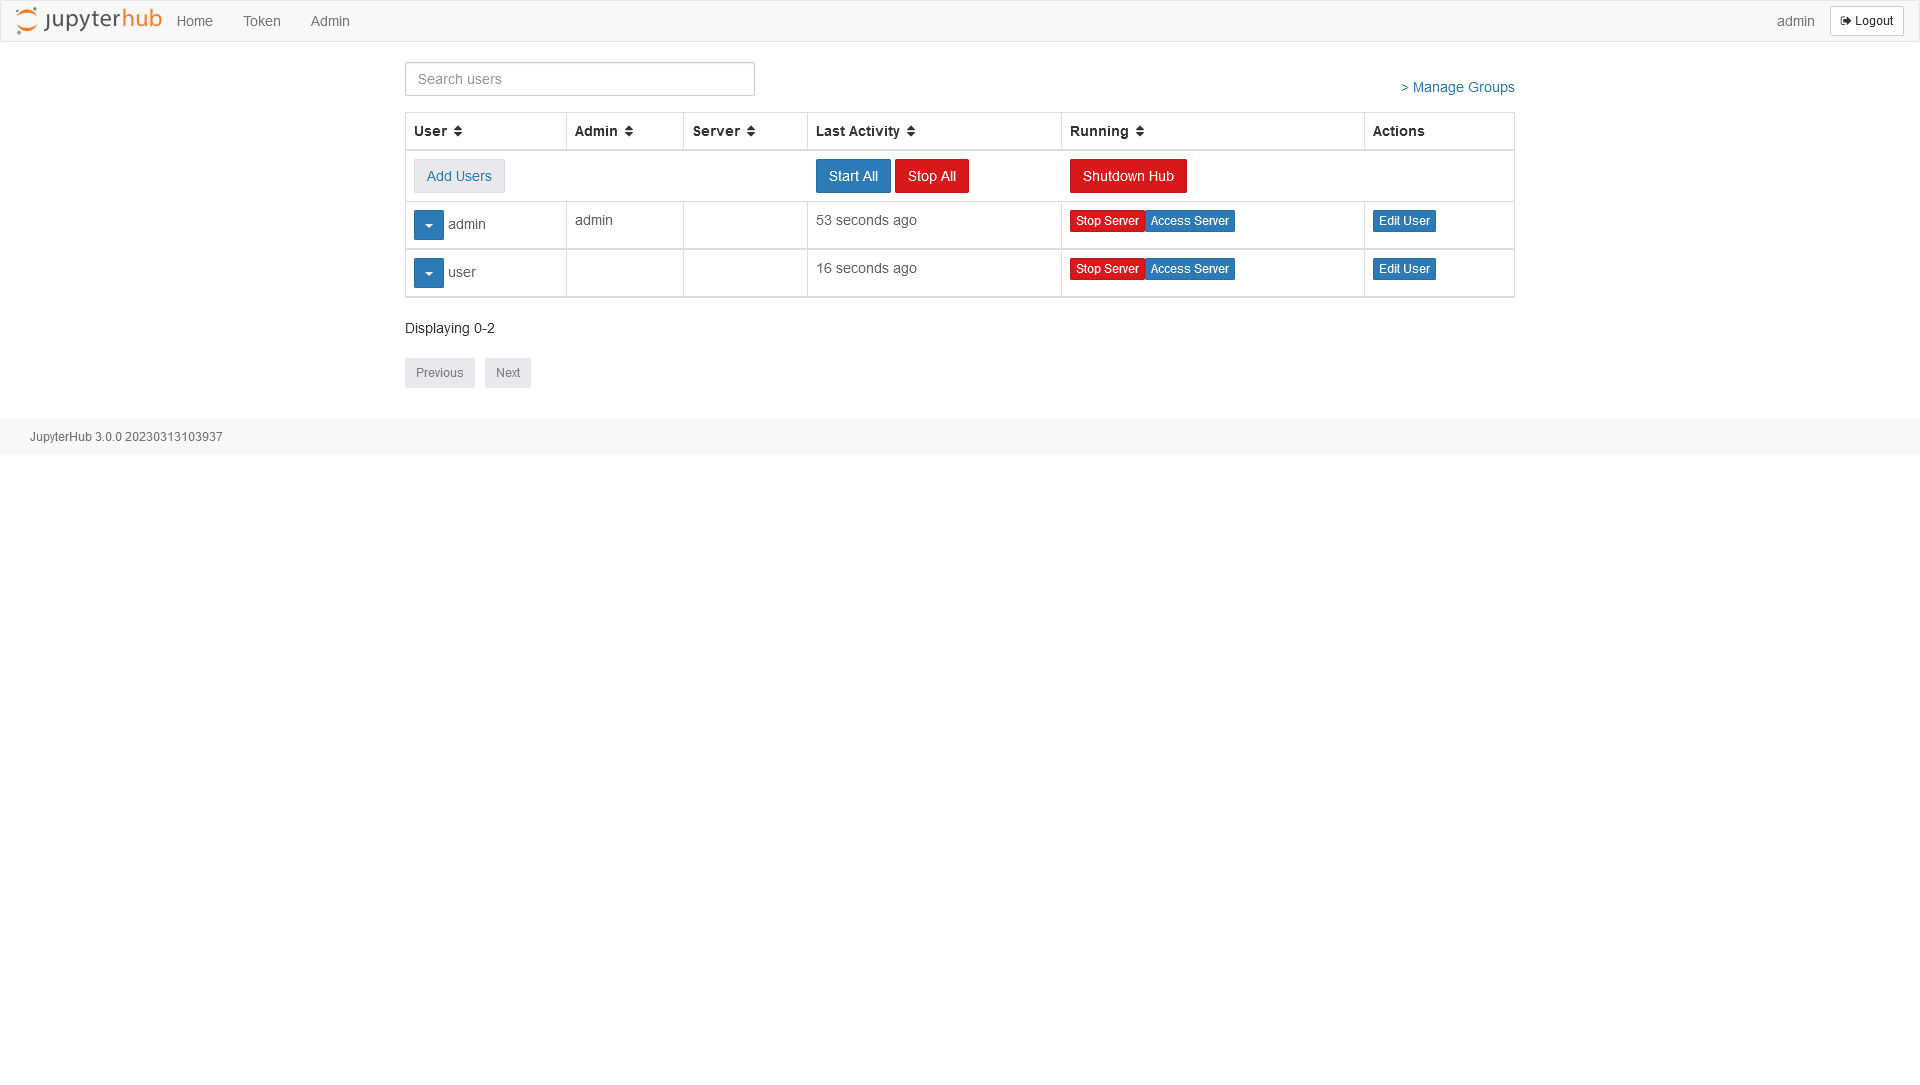 jupyterhub Home Token Admin admin Logout
Search users
> Manage Groups
User Admin Server Last Activity Running Actions
Add Users Start All Stop All Shutdown Hub
admin admin 53 seconds ago Stop Server Access Server Edit User
user 16 seconds ago Stop Server Access Server Edit User
Displaying 0-2
Previous Next
JupyterHub 3.0.0 20230313103937